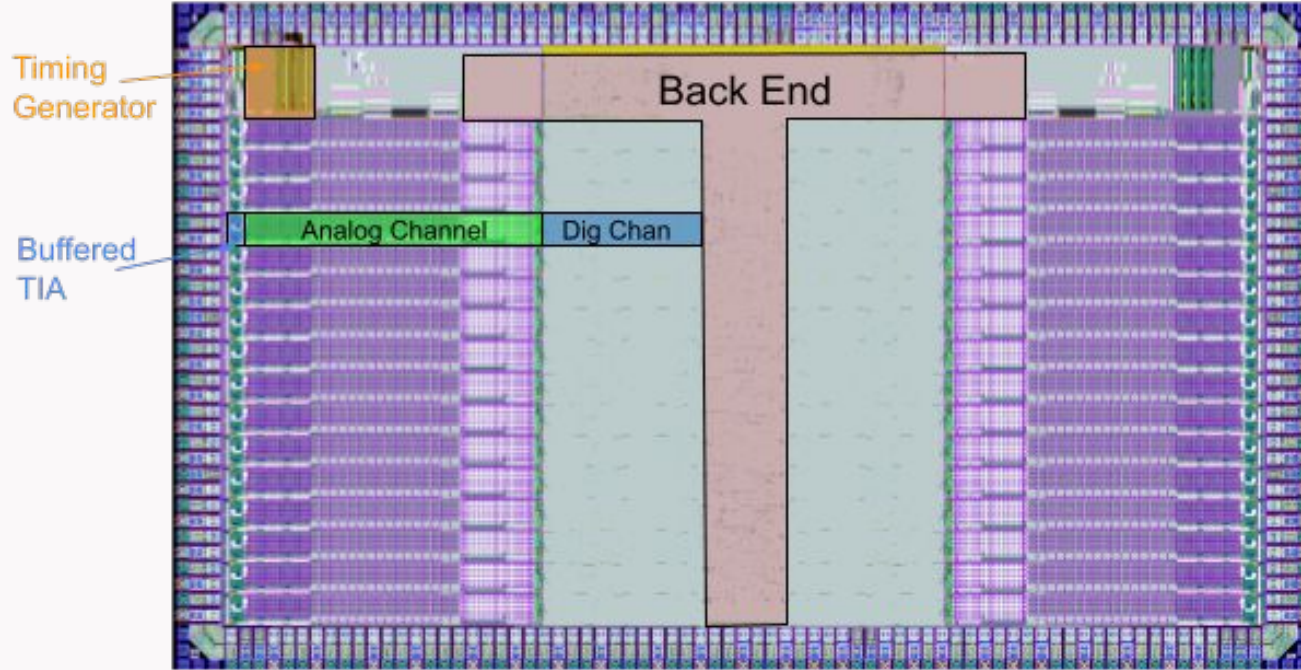 Timing
Generator
Back End
Analog Channel
Dig Chan
Buffered
TIA